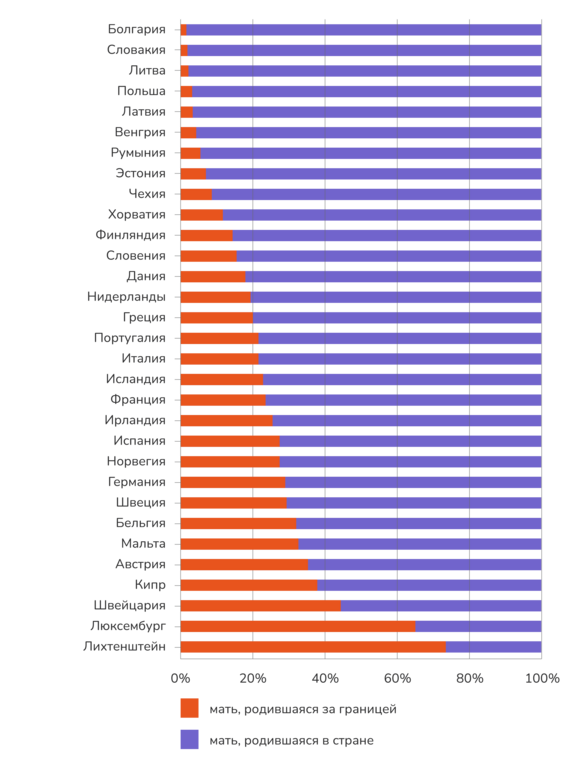 Болгария
Словакия
Литва
Польша
Латвия
Венгрия
Румыния
Эстония
Чехия
Хорватия
Финляндия
Словения
Дания
Нидерланды
Греция
Португалия
Италия
Исландия
Франция
Ирландия
Испания
Норвегия
Германия
Швеция
Бельгия
Мальта
Австрия
Кипр
Швейцария
Люксембург
Лихтенштейн
0% 20% 40% 60% 80% 100%
мать, родившаяся за границей
мать, родившаяся в стране